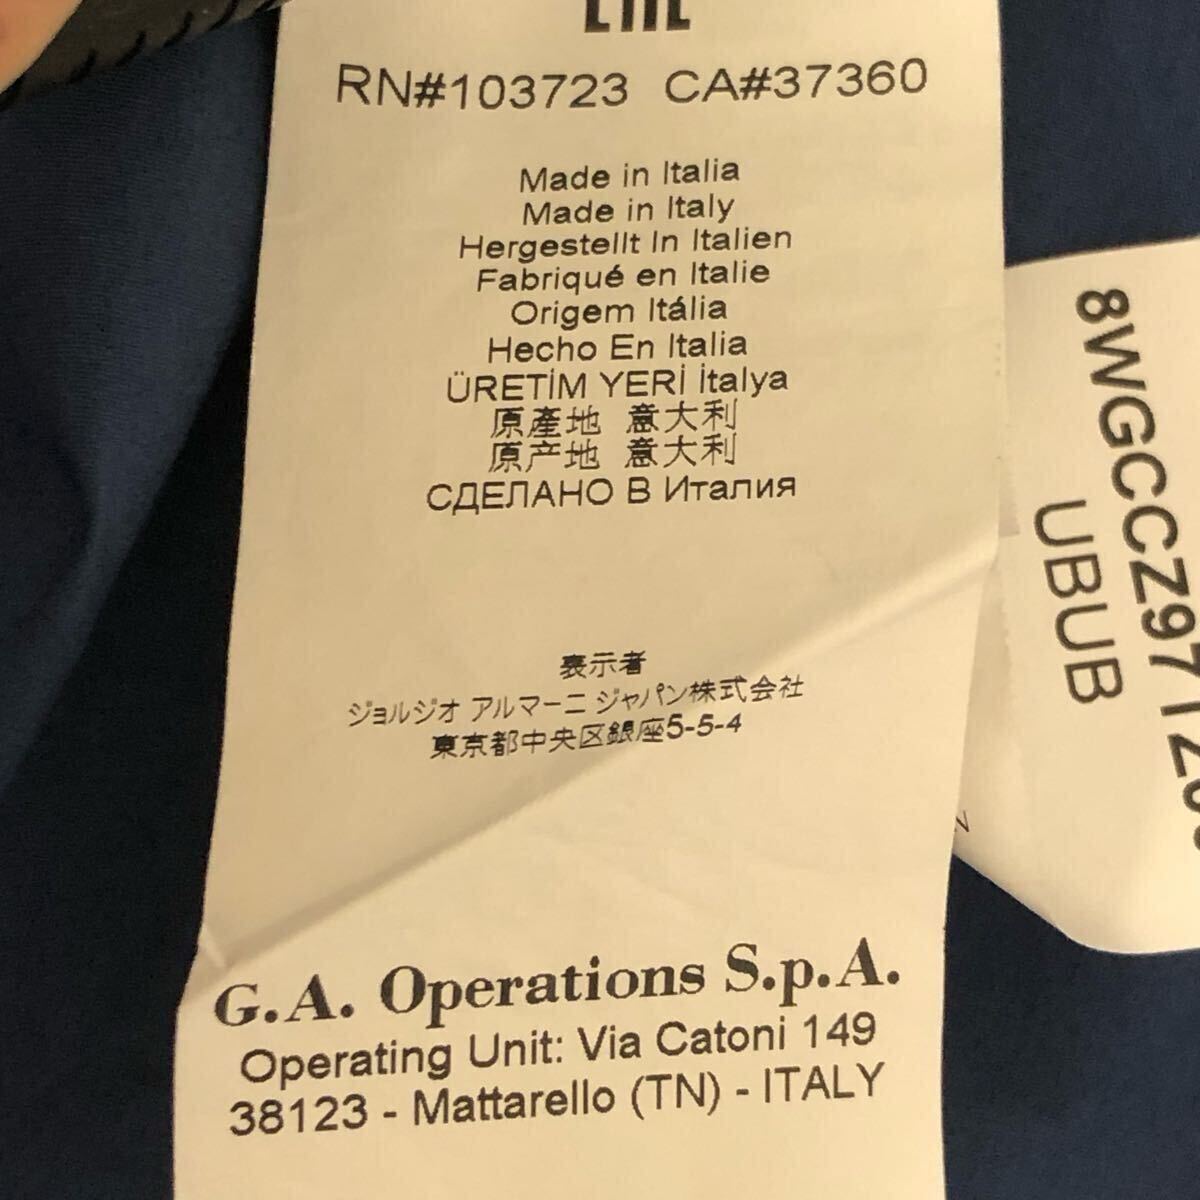 EAC
RN#103723 CA#37360
Made in Italia
Made in Italy
Hergestellt In Italien
Fabriqué en Italie
Origem Itália
Hecho En Italia
ÜRETİM YERİ İtalya
原產地 意大利
原产地 意大利
СДЕЛАНО В Италия
表示者
ジョルジオ アルマーニ ジャパン株式会社
東京都中央区銀座5-5-4
G.A. Operations S.p.A.
Operating Unit: Via Catoni 149
38123 - Mattarello (TN) - ITALY
8WGCCZ97TZ6
UBUB